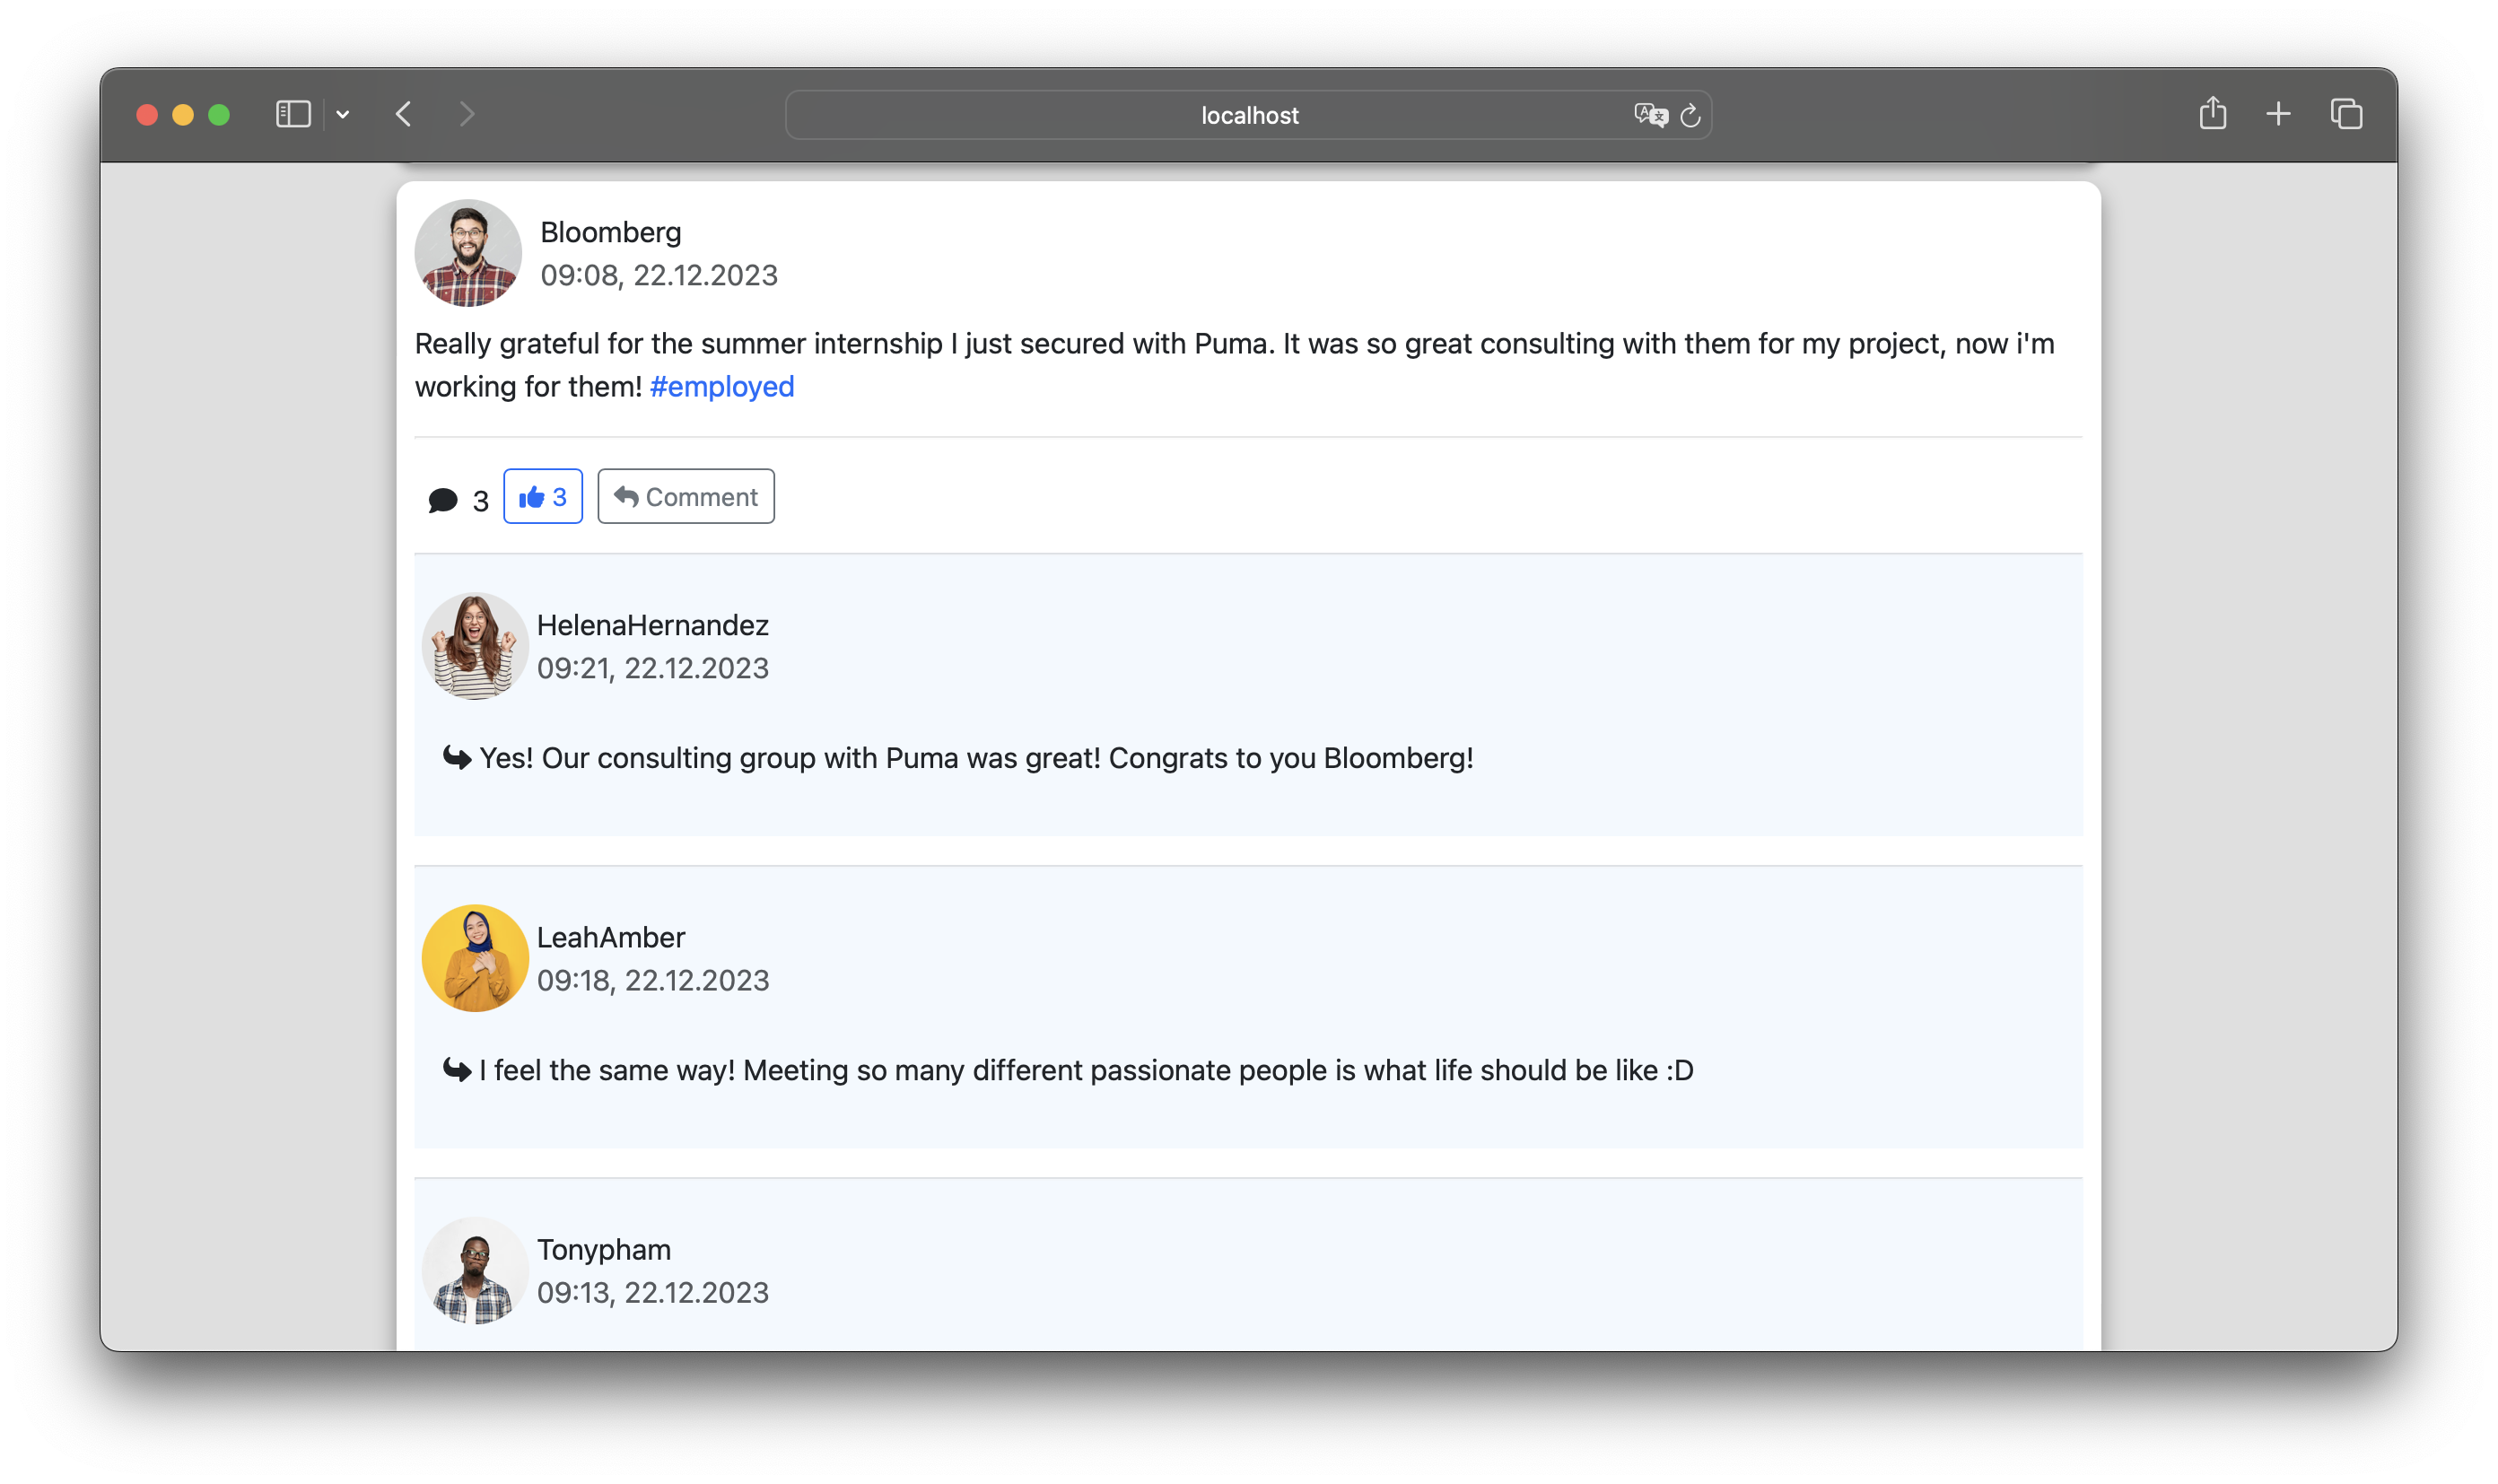 localhost
Bloomberg
09:08, 22.12.2023
Really grateful for the summer internship I just secured with Puma. It was so great consulting with them for my project, now i'm
working for them! #employed
3 3 Comment
HelenaHernandez
09:21, 22.12.2023
Yes! Our consulting group with Puma was great! Congrats to you Bloomberg!
LeahAmber
09:18, 22.12.2023
I feel the same way! Meeting so many different passionate people is what life should be like :D
Tonypham
09:13, 22.12.2023